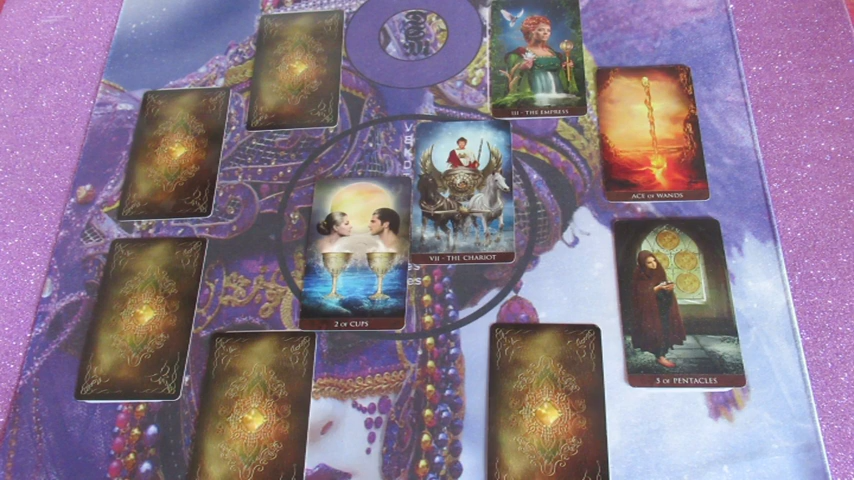 III - THE EMPRESS
ACE OF WANDS
VII - THE CHARIOT
2 OF CUPS
3 OF PENTACLES